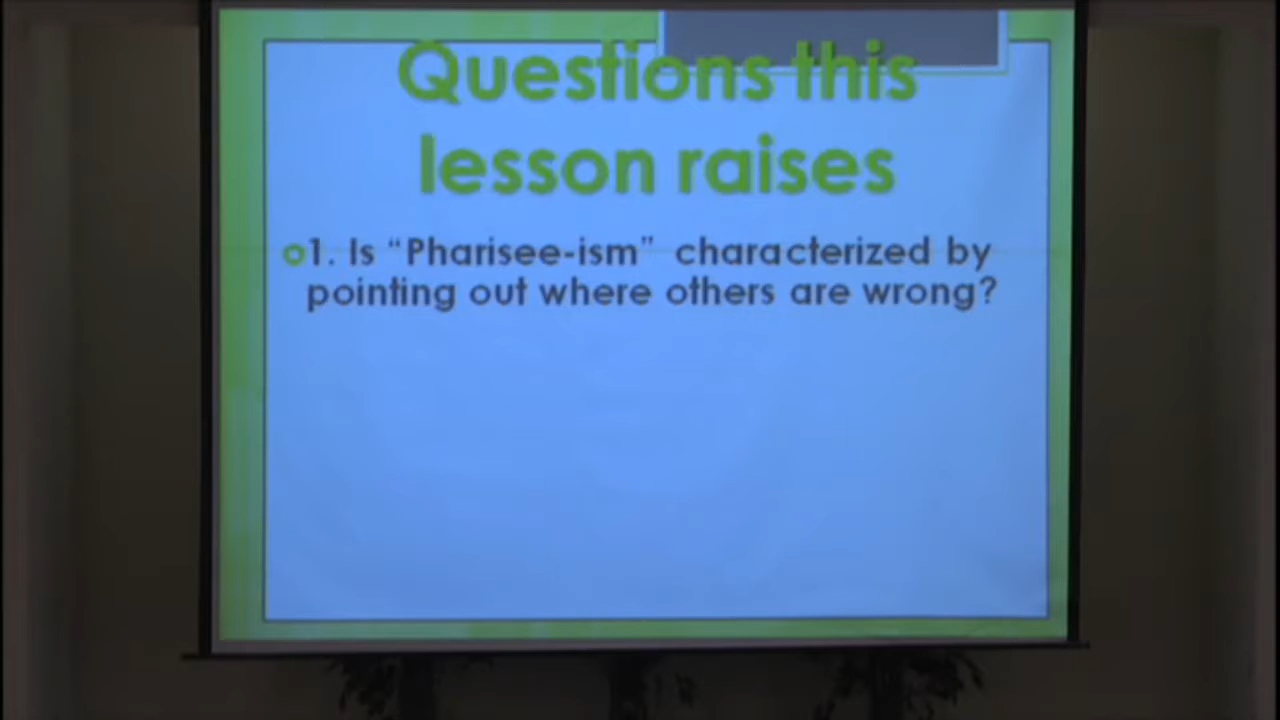 Questions this
lesson raises
1. Is “Pharisee-ism” characterized by
pointing out where others are wrong?